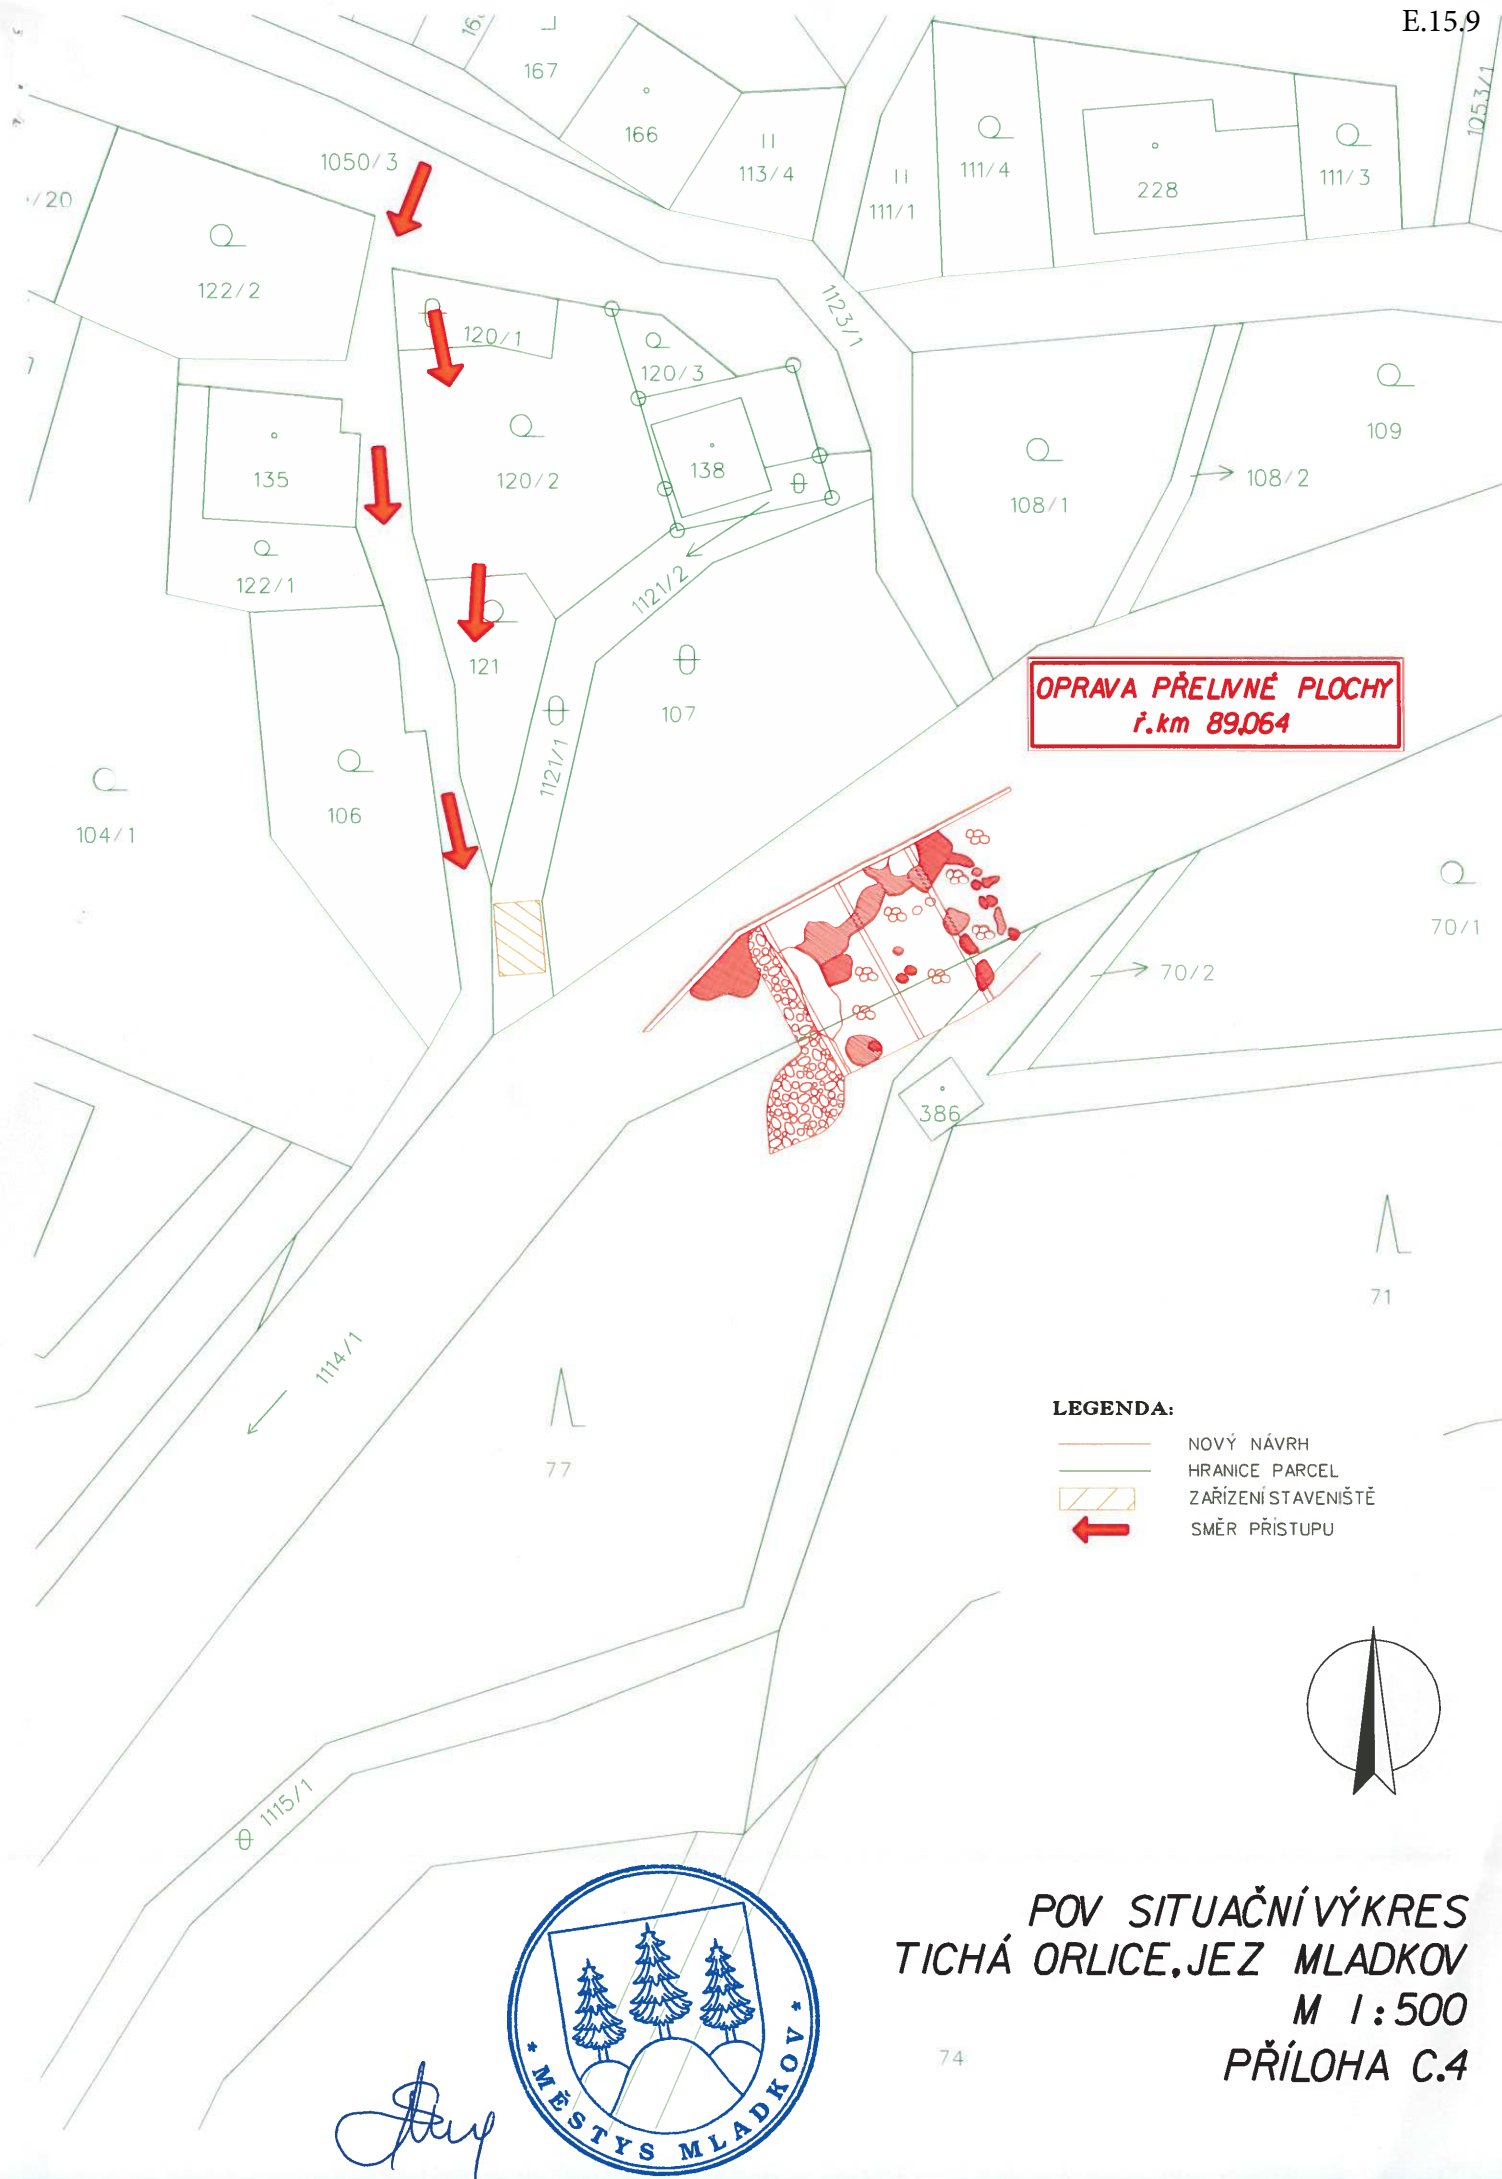 E.15.9
167
166
113/4
111/1
111/4
228
111/3
1053/1
1050/3
/20
122/2
120/1
120/3
1123/1
135
120/2
138
108/1
108/2
109
122/1
121
1121/2
107
1121/1
106
104/1
OPRAVA PŘELIVNÉ PLOCHY
ř.km 89,064
70/1
70/2
386
71
1114/1
77
LEGENDA:
NOVÝ NÁVRH
HRANICE PARCEL
ZAŘÍZENÍ STAVENIŠTĚ
SMĚR PŘÍSTUPU
1115/1
POV SITUAČNÍ VÝKRES
TICHÁ ORLICE, JEZ MLADKOV
M 1:500
PŘÍLOHA C.4
74
* MĚSTYS MLADKOV *